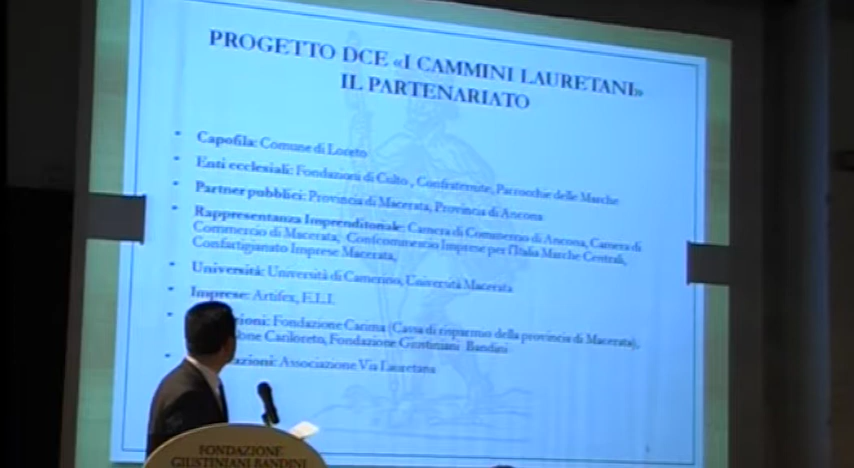 PROGETTO DCE «I CAMMINI LAURETANI»
IL PARTENARIATO
• Capofila: Comune di Loreto
• Enti ecclesiali: Fondazioni di Culto , Confraternite, Parrocchie delle Marche
• Partner pubblici: Provincia di Macerata, Provincia di Ancona
• Rappresentanza Imprenditoriale: Camera di Commercio di Ancona, Camera di
Commercio di Macerata, Confcommercio Imprese per l'Italia Marche Centrali,
Confartigianato Imprese Macerata,
• Università: Università di Camerino, Università Macerata
• Imprese: Artifex, E.L.I.
• Fondazione Carima (Cassa di risparmio della provincia di Macerata),
Cariloreto, Fondazione Giustiniani Bandini
• Associazione Via Lauretana
FONDAZIONE
GIUSTINIANI BANDINI